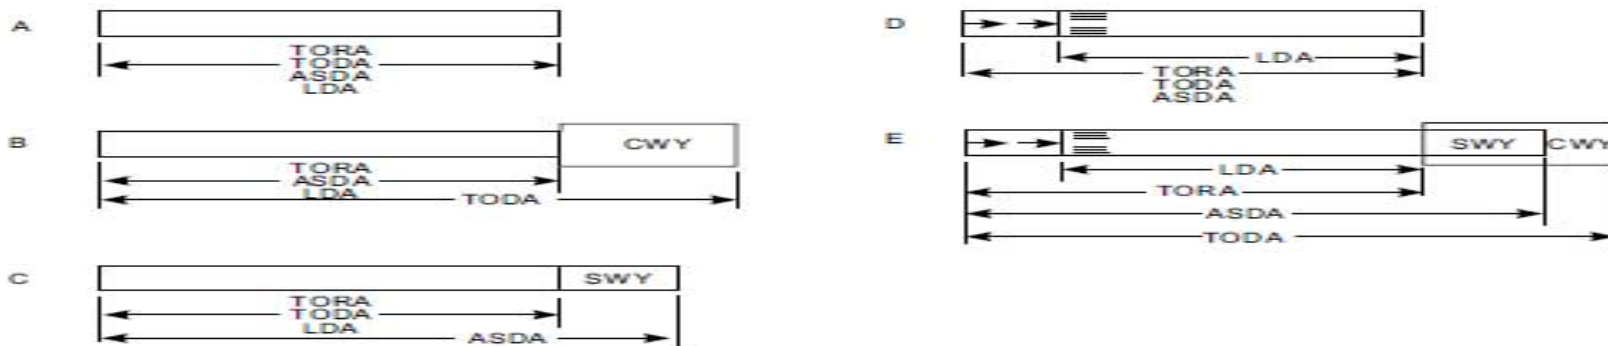 A
TORA
TODA
ASDA
LDA
B
CWY
TORA
ASDA
LDA
TODA
C
SWY
TORA
TODA
LDA
ASDA
D
LDA
TORA
TODA
ASDA
E
SWY CWY
LDA
TORA
ASDA
TODA